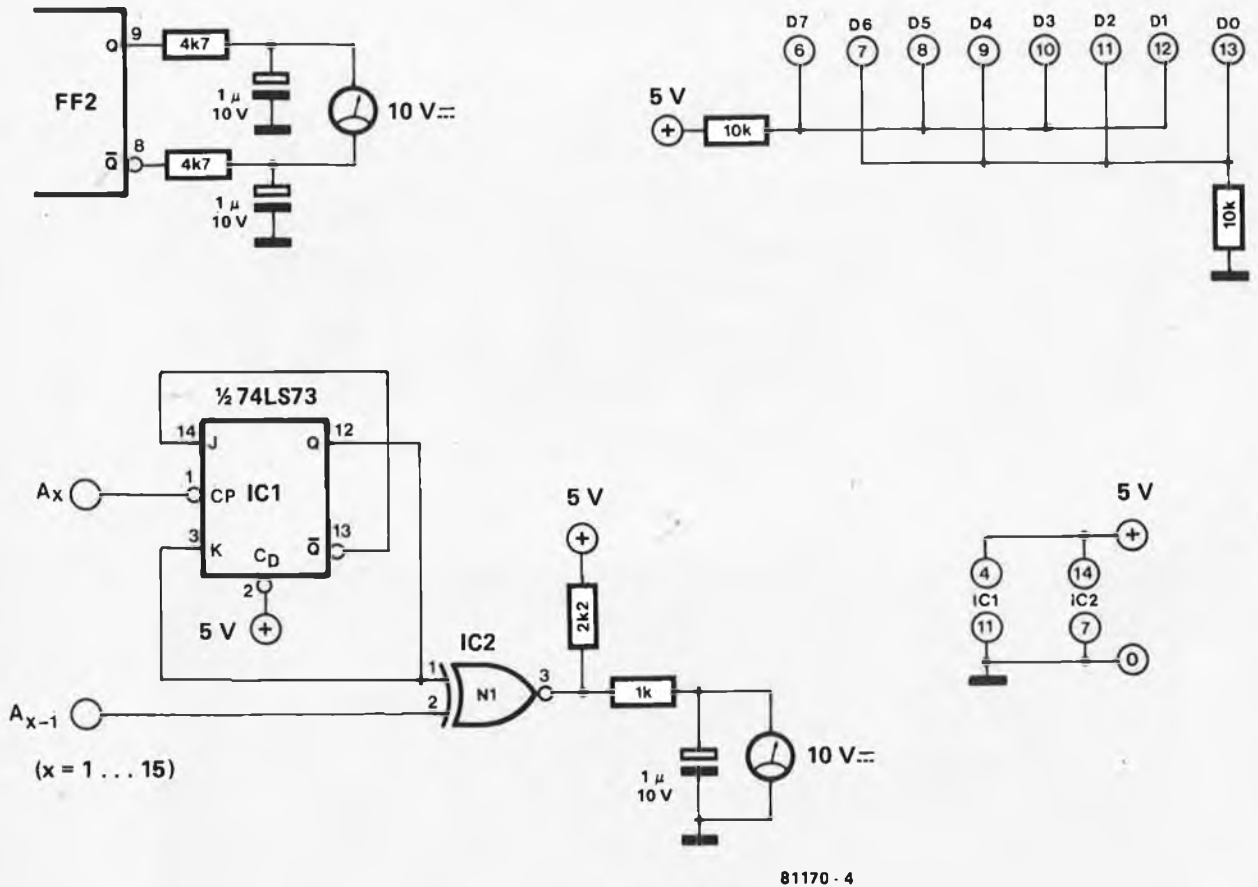 FF2
Q
9
4k7
1 μ
10 V
10 V
Q̅
8
4k7
1 μ
10 V
D7 D6 D5 D4 D3 D2 D1 D0
6 7 8 9 10 11 12 13
5 V
+
10k
10k
½ 74LS73
14 J Q 12
Ax 1 CP IC1
3 K CD Q̅ 13
2
5 V +
5 V
+
2k2
IC2
1
2
N1
3
1k
Ax-1
(x = 1 . . . 15)
1 μ
10 V
10 V
5 V
+
4 14
IC1 IC2
11 7
0
81170 - 4